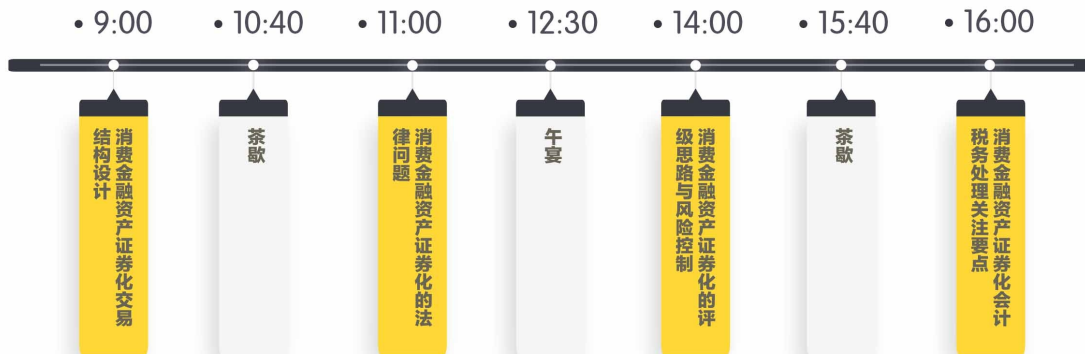 • 9:00
• 10:40
• 11:00
• 12:30
• 14:00
• 15:40
• 16:00
消费金融资产证券化交易
结构设计
茶歇
消费金融资产证券化的法
律问题
午宴
消费金融资产证券化的评
级思路与风险控制
茶歇
消费金融资产证券化会计
税务处理关注要点